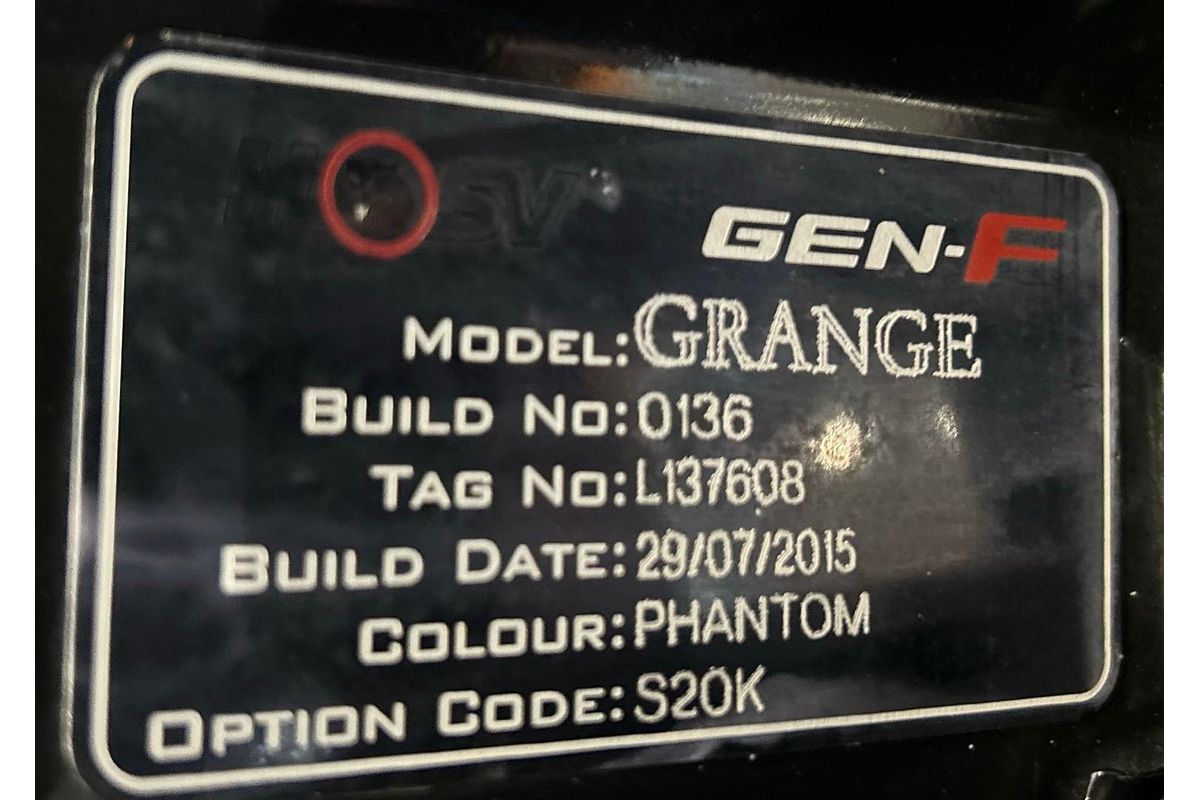 HSV
GEN-F
MODEL: GRANGE
BUILD NO: 0136
TAG NO: L137608
BUILD DATE: 29/07/2015
COLOUR: PHANTOM
OPTION CODE: S20K